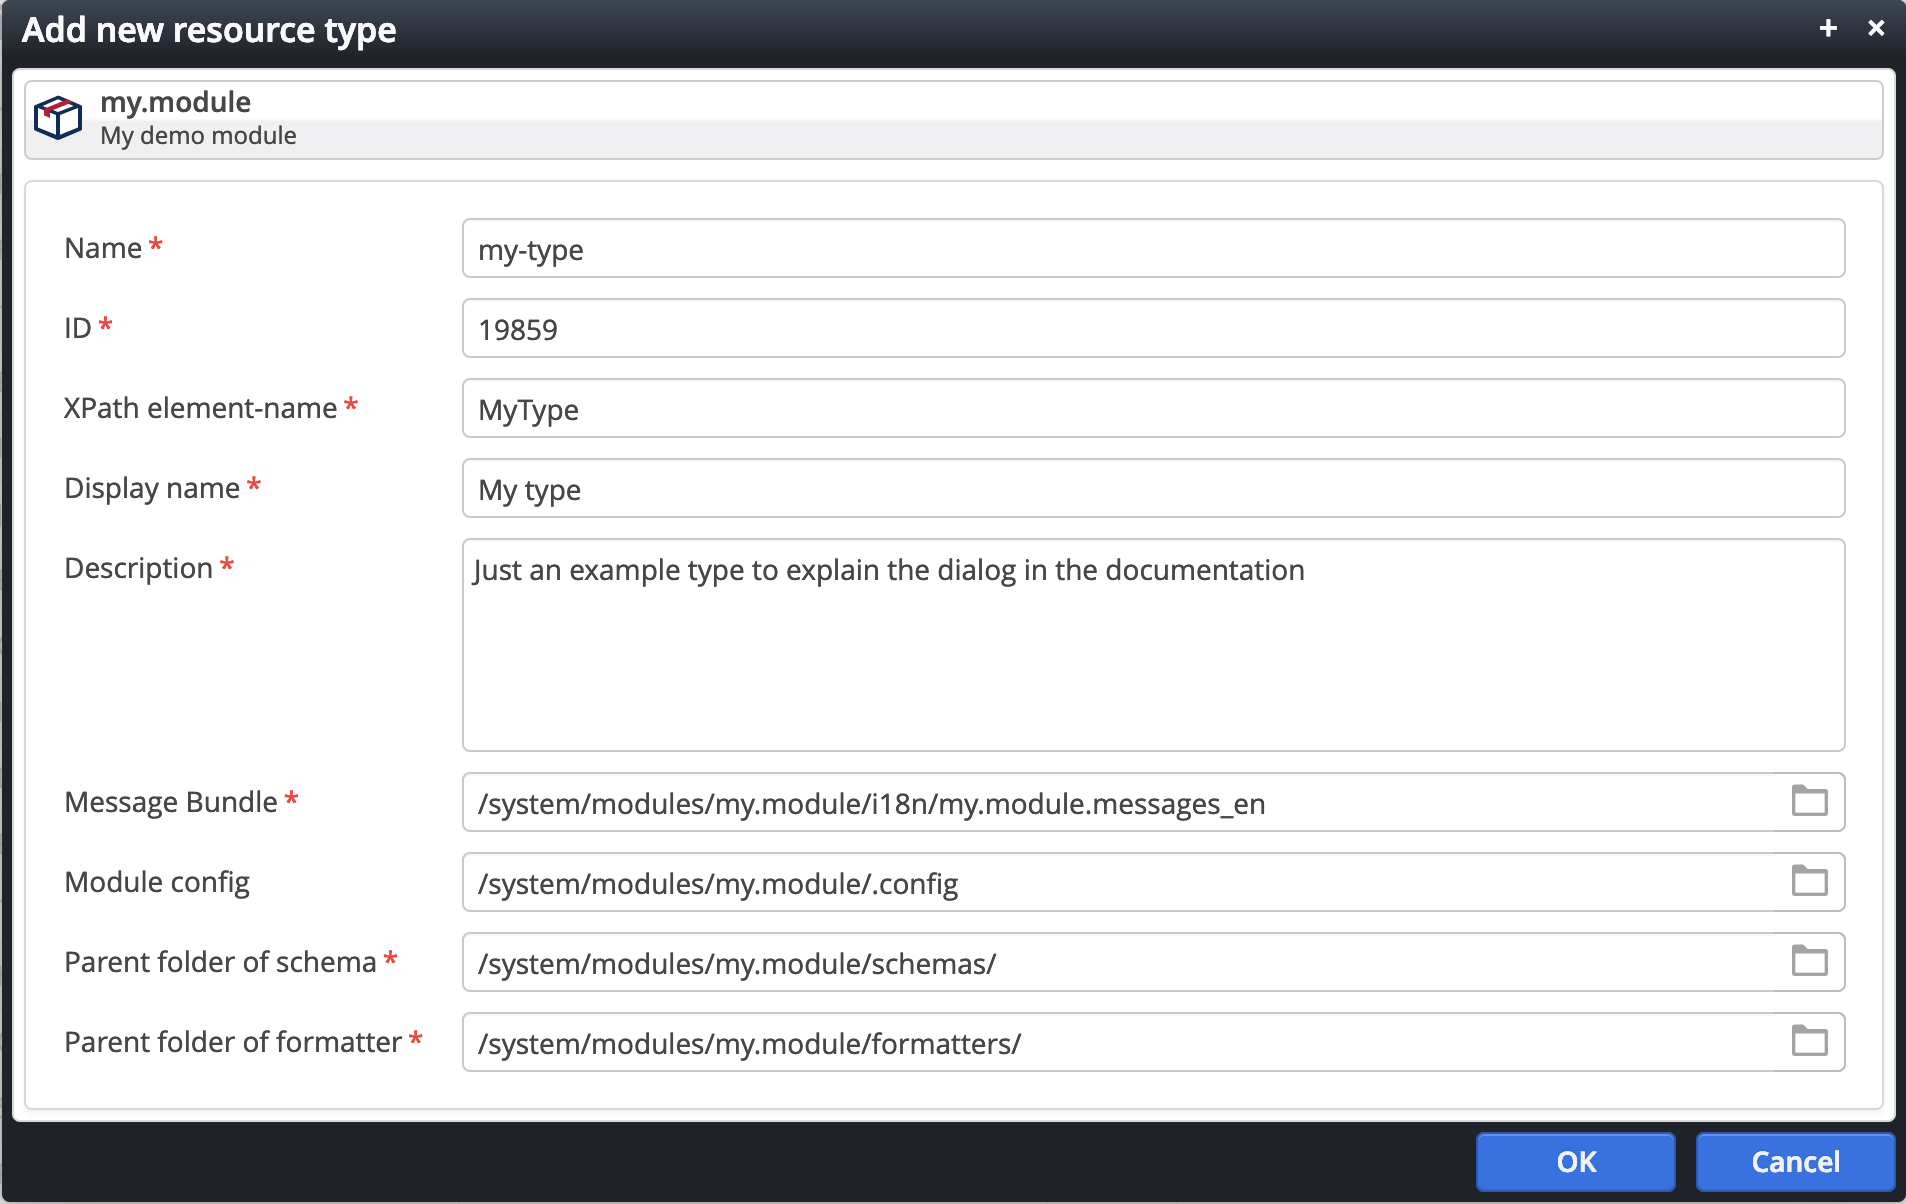 Add new resource type
my.module
My demo module
Name *
my-type
ID *
19859
XPath element-name *
MyType
Display name *
My type
Description *
Just an example type to explain the dialog in the documentation
Message Bundle *
/system/modules/my.module/i18n/my.module.messages_en
Module config
/system/modules/my.module/.config
Parent folder of schema *
/system/modules/my.module/schemas/
Parent folder of formatter *
/system/modules/my.module/formatters/
OK
Cancel